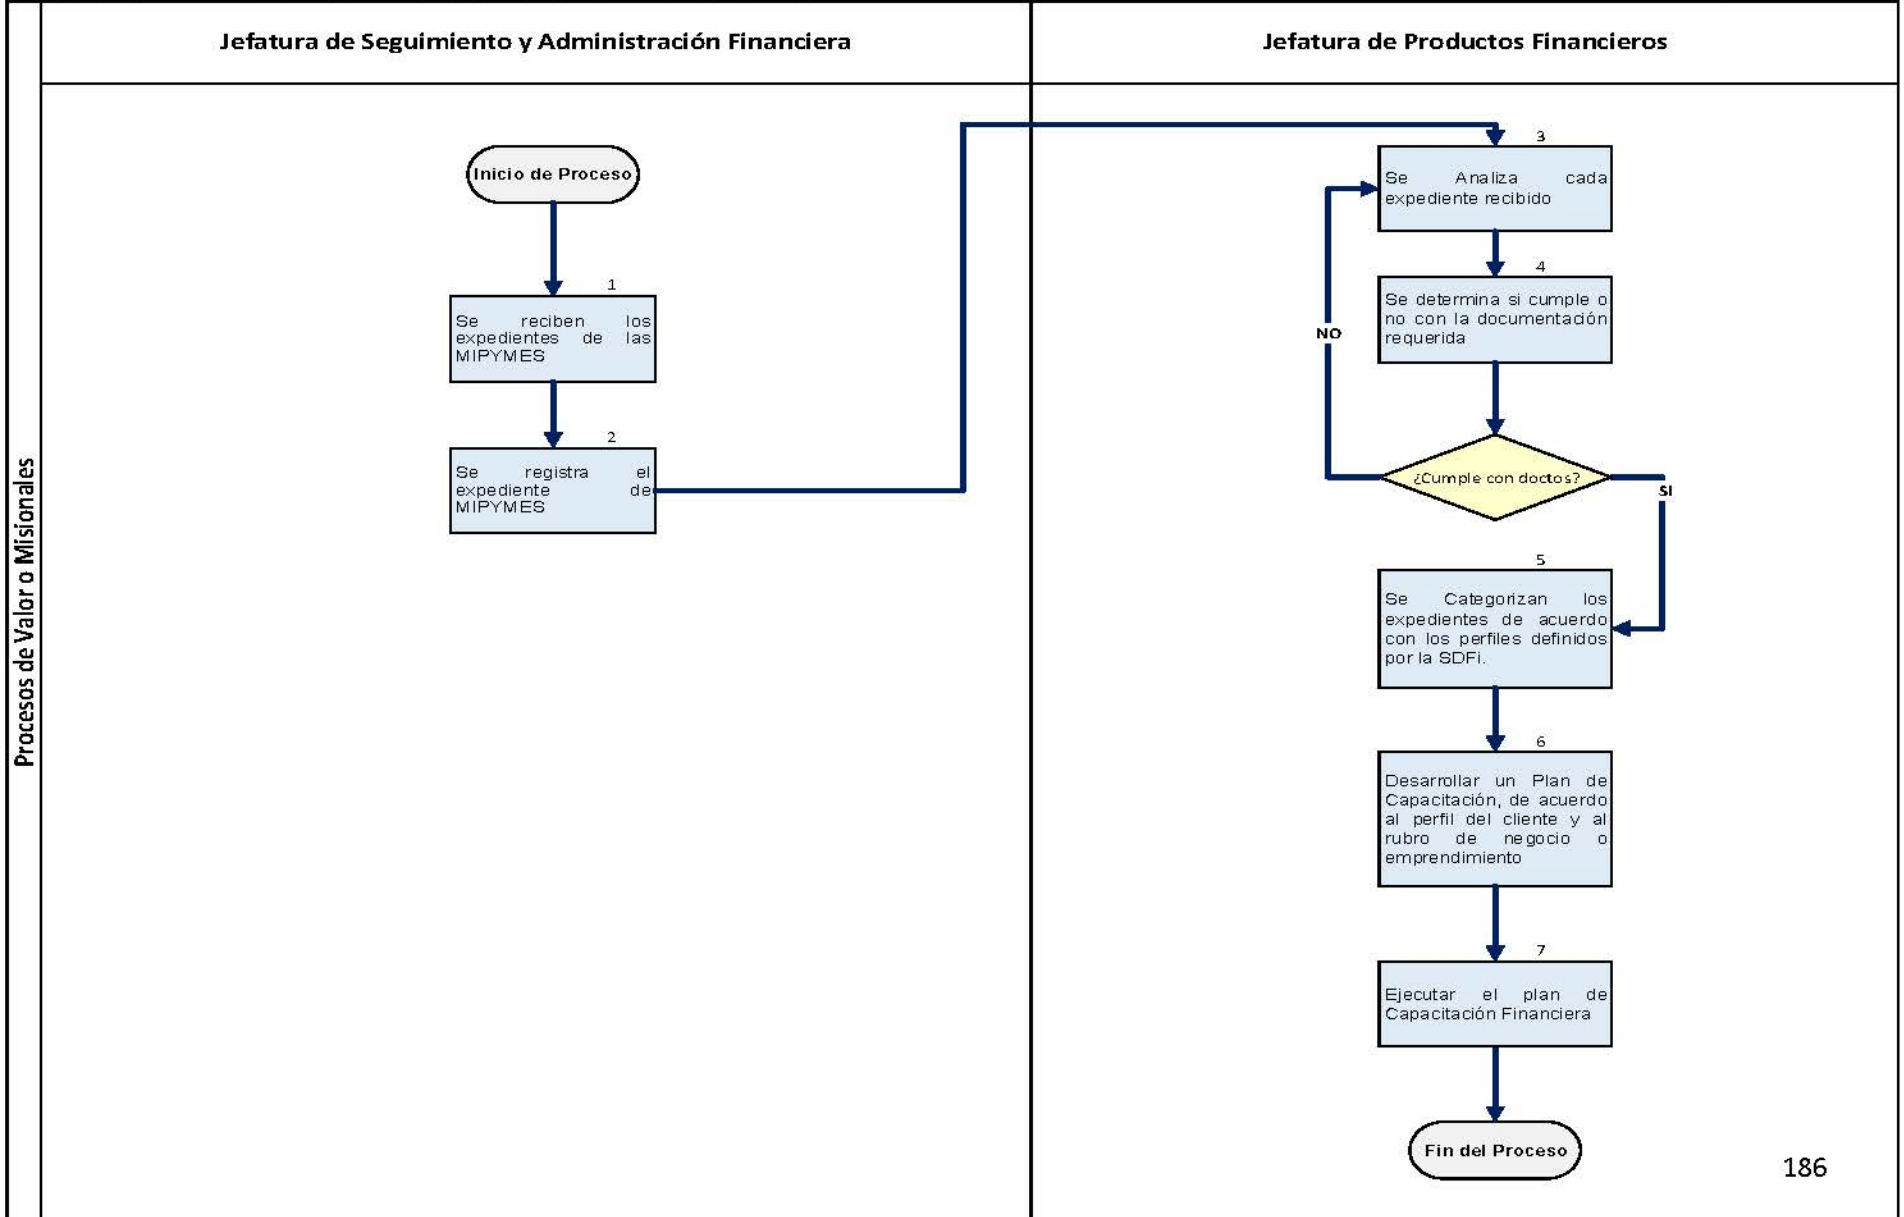 Jefatura de Seguimiento y Administración Financiera
Jefatura de Productos Financieros
Procesos de Valor o Misionales
Inicio de Proceso
1
Se reciben los
expedientes de las
MIPYMES
2
Se registra el
expediente de
MIPYMES
3
Se Analiza cada
expediente recibido
4
Se determina si cumple o
no con la documentación
requerida
NO
¿Cumple con doctos?
SI
5
Se Categorizan los
expedientes de acuerdo
con los perfiles definidos
por la SDFi.
6
Desarrollar un Plan de
Capacitación, de acuerdo
al perfil del cliente y al
rubro de negocio o
emprendimiento
7
Ejecutar el plan de
Capacitación Financiera
Fin del Proceso
186